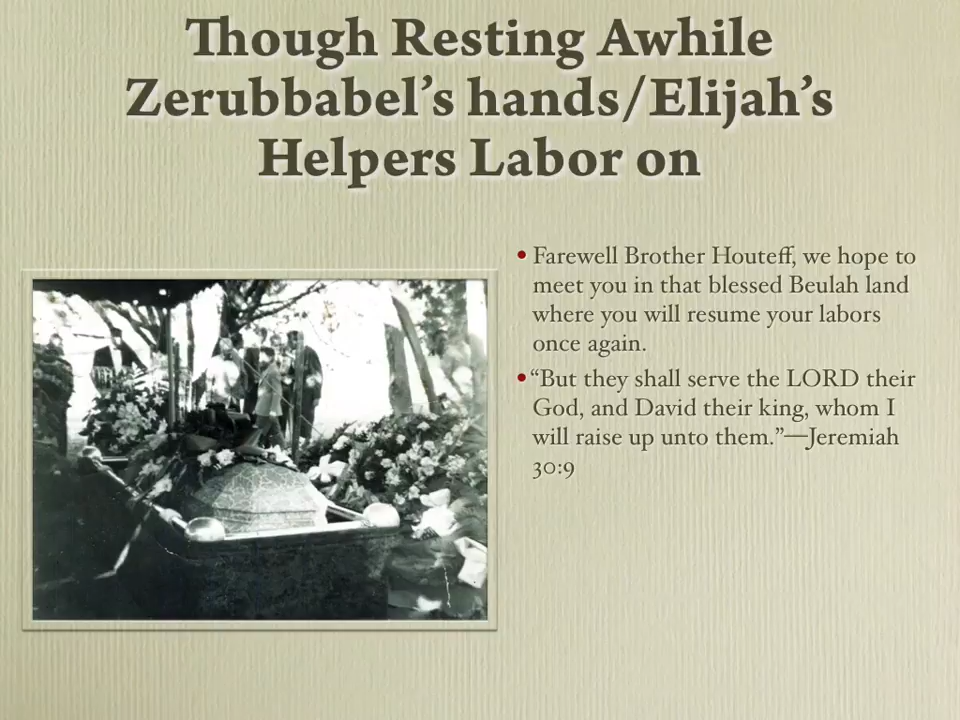 Though Resting Awhile
Zerubbabel’s hands/Elijah’s
Helpers Labor on
• Farewell Brother Houteff, we hope to
meet you in that blessed Beulah land
where you will resume your labors
once again.
• “But they shall serve the LORD their
God, and David their king, whom I
will raise up unto them.”—Jeremiah
30:9